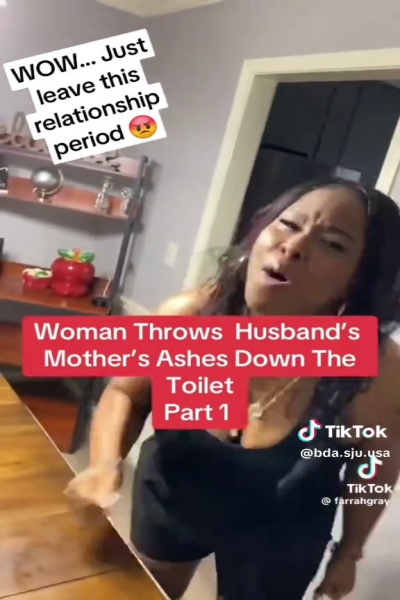 WOW... Just
leave this
relationship
period 😡
Woman Throws Husband's
Mother's Ashes Down The
Toilet
Part 1
TikTok
@bda.sju.usa
TikTok
@ farrahgray